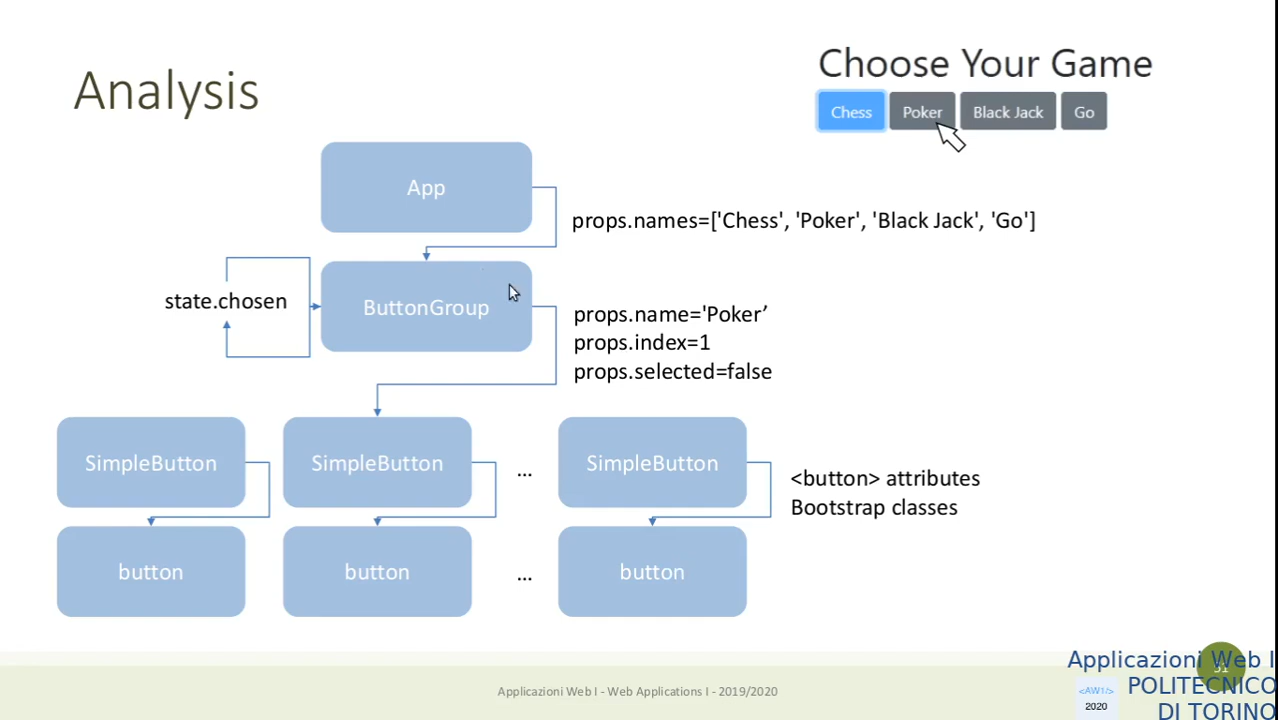 Analysis
Choose Your Game
Chess
Poker
Black Jack
Go
App
props.names=['Chess', 'Poker', 'Black Jack', 'Go']
state.chosen
ButtonGroup
props.name='Poker’
props.index=1
props.selected=false
SimpleButton
SimpleButton
...
SimpleButton
<button> attributes
Bootstrap classes
button
button
...
button
Applicazioni Web I - Web Applications I - 2019/2020
Applicazioni Web I
POLITECNICO
DI TORINO
<AW1/>
2020